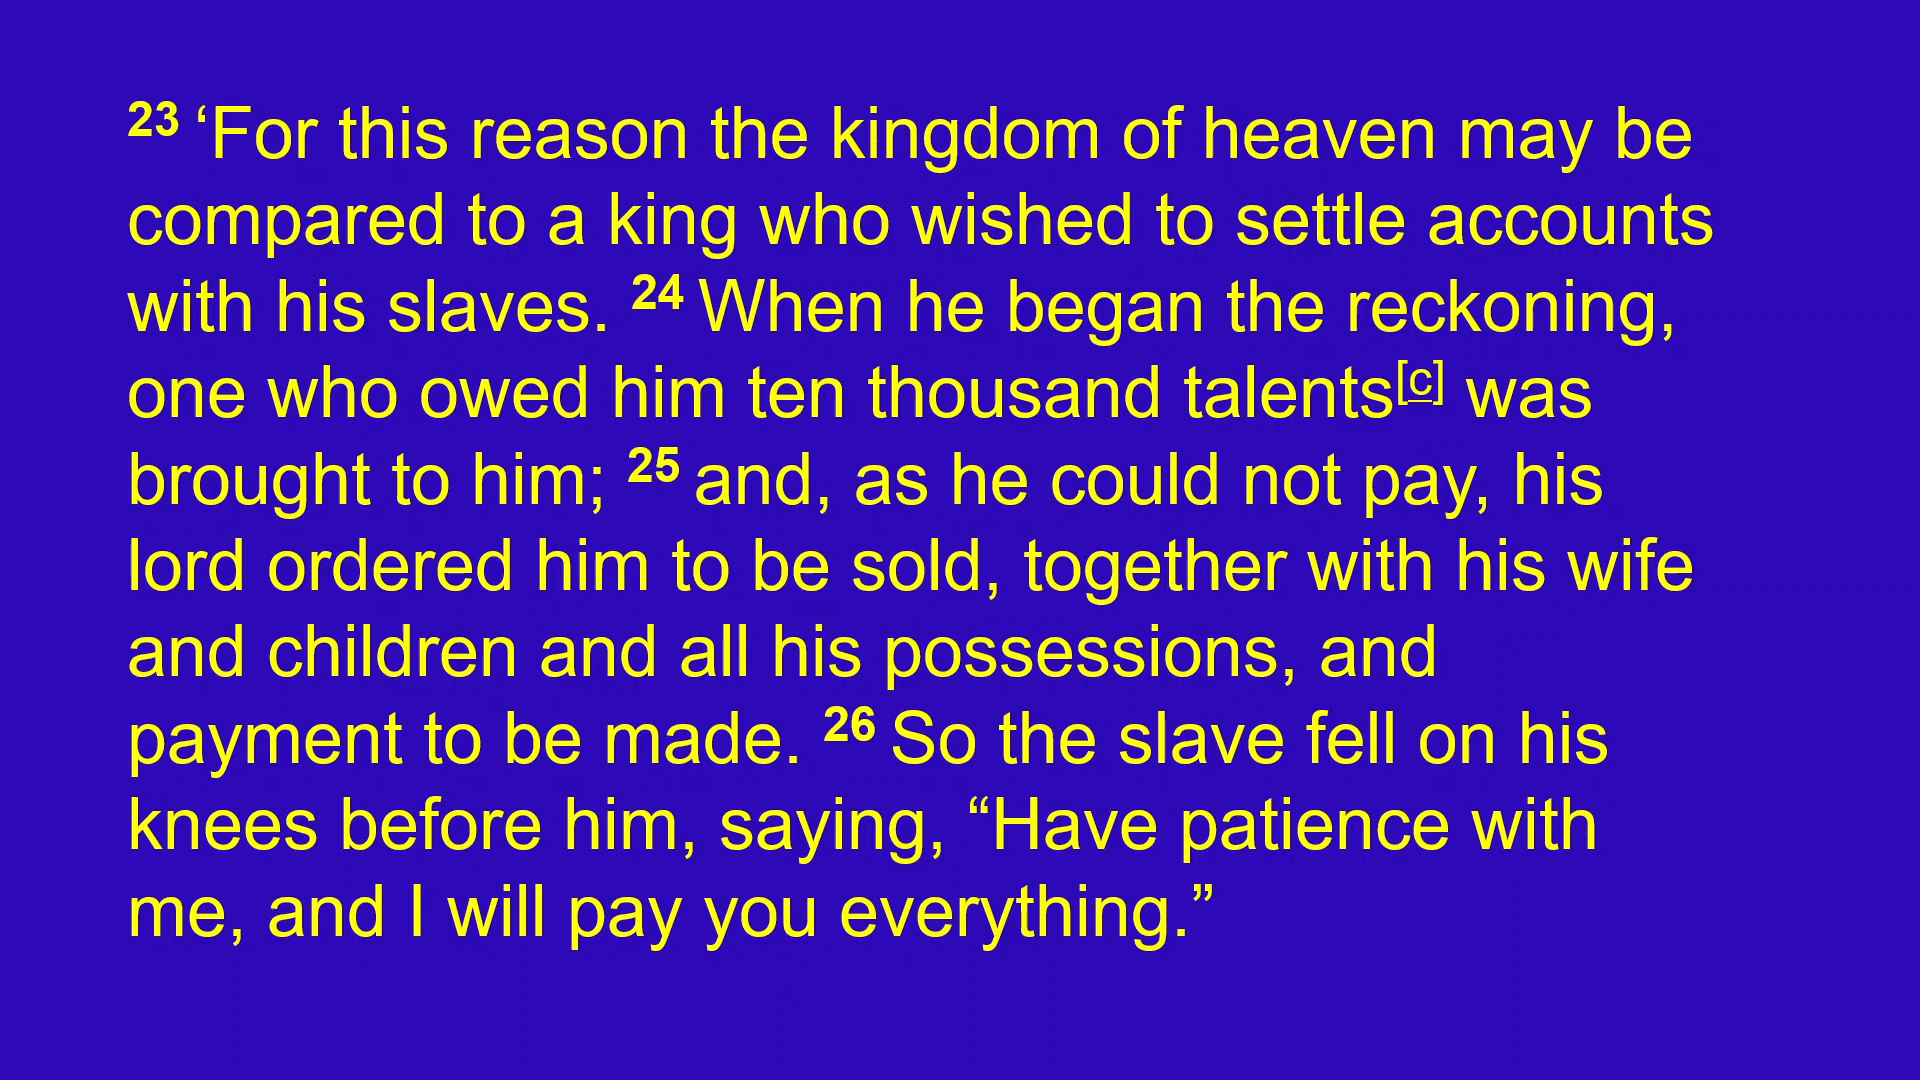 23 ‘For this reason the kingdom of heaven may be
compared to a king who wished to settle accounts
with his slaves. 24 When he began the reckoning,
one who owed him ten thousand talents[c] was
brought to him; 25 and, as he could not pay, his
lord ordered him to be sold, together with his wife
and children and all his possessions, and
payment to be made. 26 So the slave fell on his
knees before him, saying, “Have patience with
me, and I will pay you everything.”